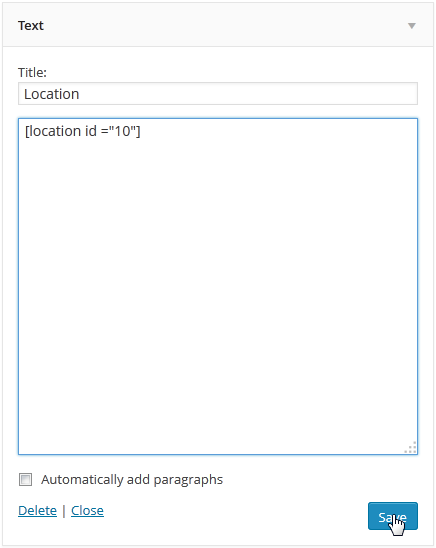 Text
Title:
Location
[location id ="10"]
Automatically add paragraphs
Delete | Close
Save